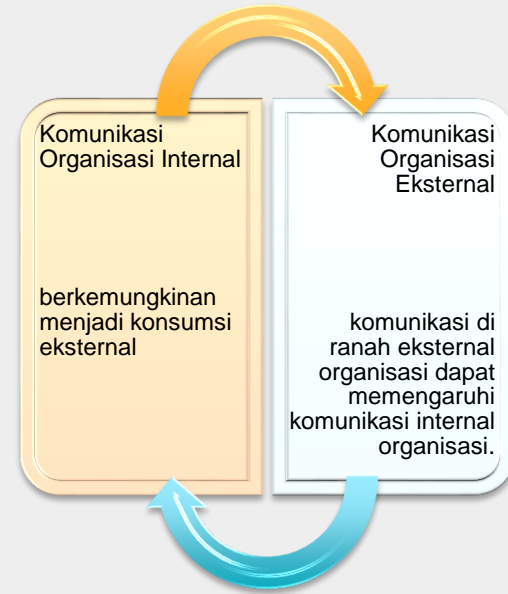 Komunikasi
Organisasi Internal
berkemungkinan
menjadi konsumsi
eksternal
Komunikasi
Organisasi
Eksternal
komunikasi di
ranah eksternal
organisasi dapat
memengaruhi
komunikasi internal
organisasi.